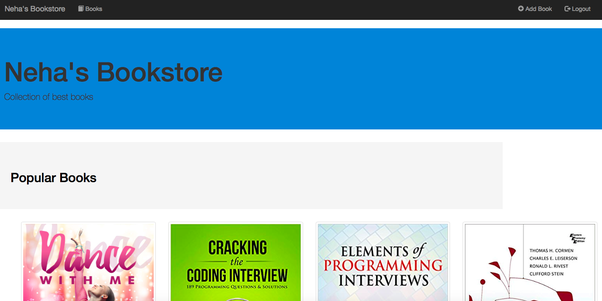 Neha's Bookstore Books Add Book Logout
Neha's Bookstore
Collection of best books
Popular Books
Dance
WITH ME
CRACKING
the
CODING INTERVIEW
189 PROGRAMMING QUESTIONS & SOLUTIONS
ELEMENTS of
PROGRAMMING
INTERVIEWS
THOMAS H. CORMEN
CHARLES E. LEISERSON
RONALD L. RIVEST
CLIFFORD STEIN